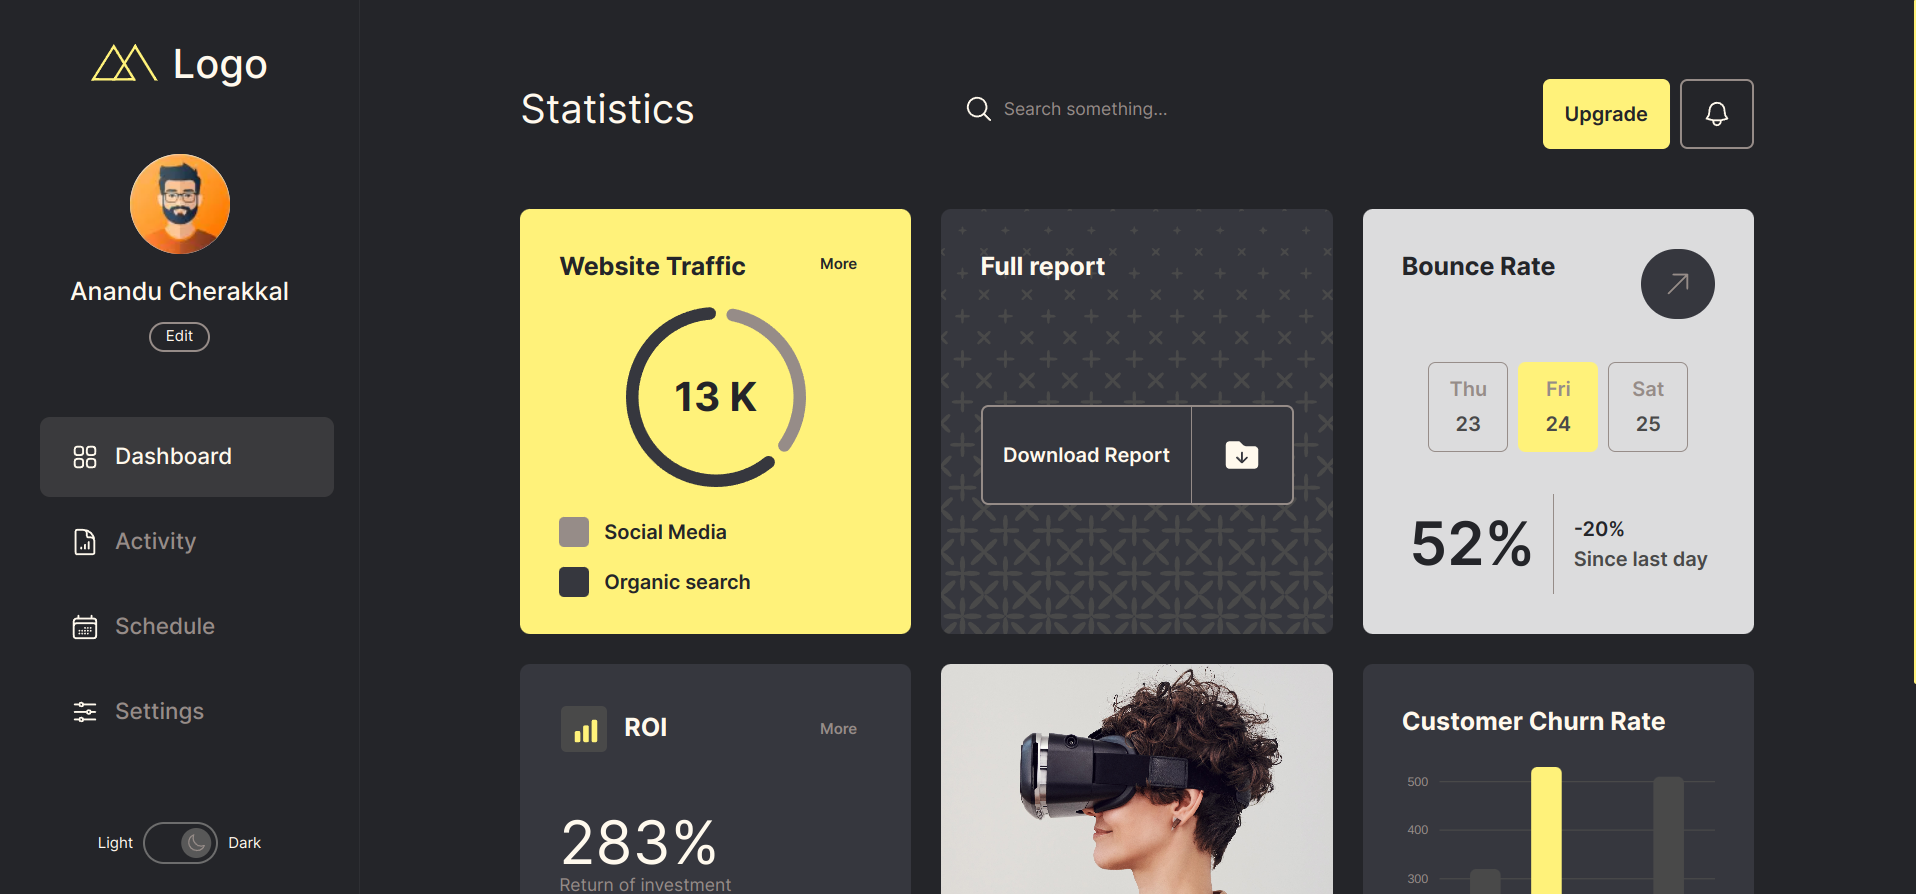 Logo
Anandu Cherakkal
Edit
Dashboard
Activity
Schedule
Settings
Light
Dark
Statistics
Search something...
Upgrade
Website Traffic
More
13 K
Social Media
Organic search
Full report
Download Report
Bounce Rate
Thu
23
Fri
24
Sat
25
52%
-20%
Since last day
ROI
More
283%
Return of investment
Customer Churn Rate
500
400
300